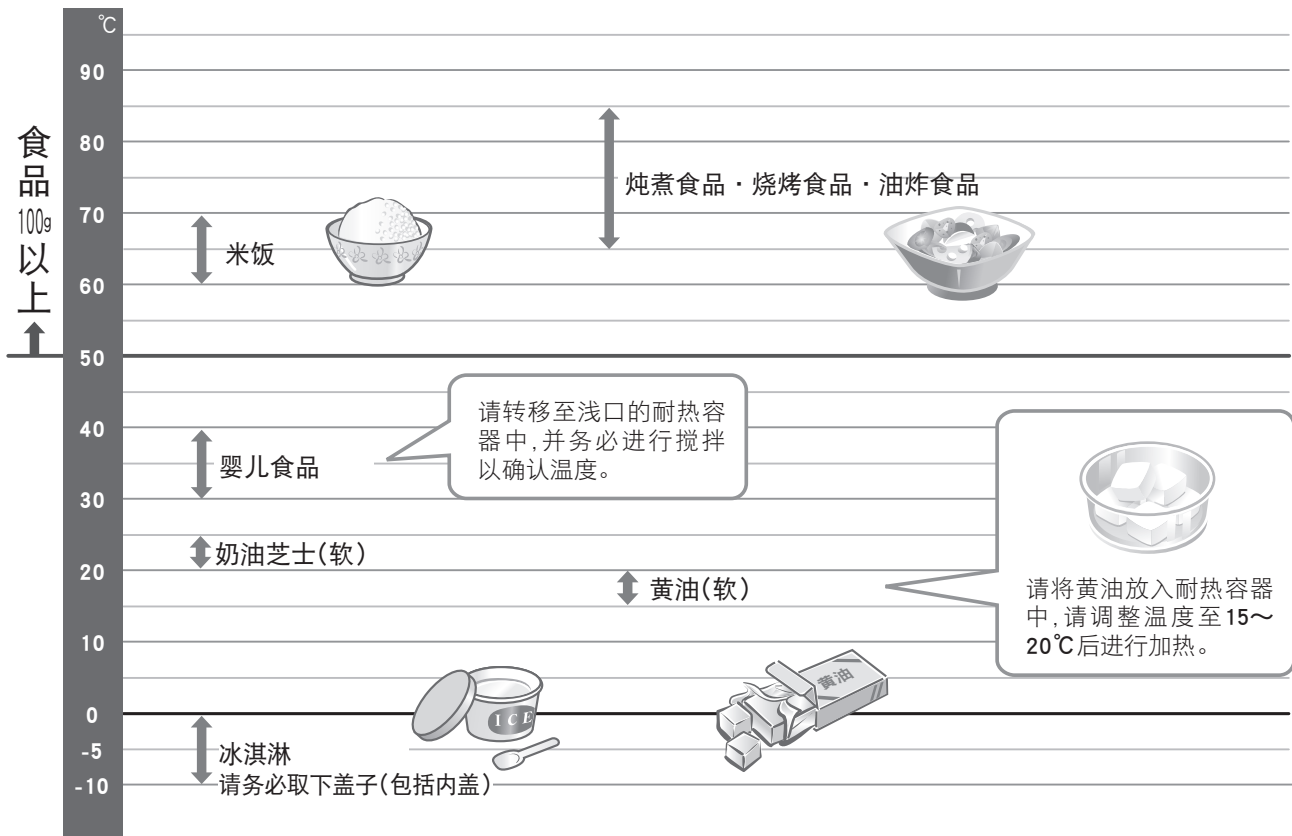 ℃
90
80
70
60
50
40
30
20
10
0
-5
-10
食品
100g
以上
炖煮食品・烧烤食品・油炸食品
米饭
请转移至浅口的耐热容
器中,并务必进行搅拌
以确认温度。
婴儿食品
奶油芝士(软)
黄油(软)
请将黄油放入耐热容器
中,请调整温度至15～
20℃后进行加热。
黄油
ICE
冰淇淋
请务必取下盖子(包括内盖)